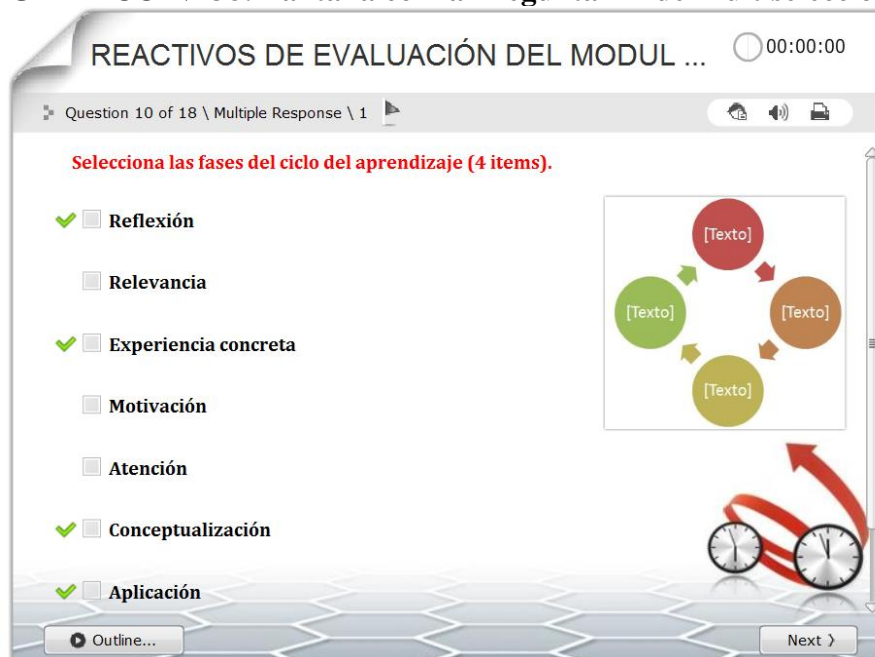 REACTIVOS DE EVALUACIÓN DEL MODUL ...
00:00:00
Question 10 of 18 \ Multiple Response \ 1
Selecciona las fases del ciclo del aprendizaje (4 items).
Reflexión
Relevancia
Experiencia concreta
Motivación
Atención
Conceptualización
Aplicación
[Texto]
[Texto]
[Texto]
[Texto]
Outline...
Next